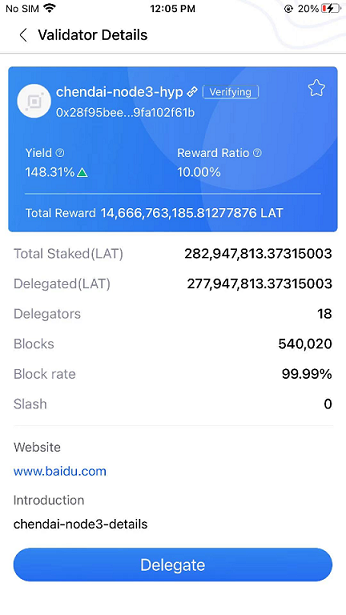 No SIM 12:05 PM 20%
Validator Details
chendai-node3-hyp Verifying
0x28f95bee...9fa102f61b
Yield Reward Ratio
148.31% 10.00%
Total Reward 14,666,763,185.81277876 LAT
Total Staked(LAT) 282,947,813.37315003
Delegated(LAT) 277,947,813.37315003
Delegators 18
Blocks 540,020
Block rate 99.99%
Slash 0
Website
www.baidu.com
Introduction
chendai-node3-details
Delegate